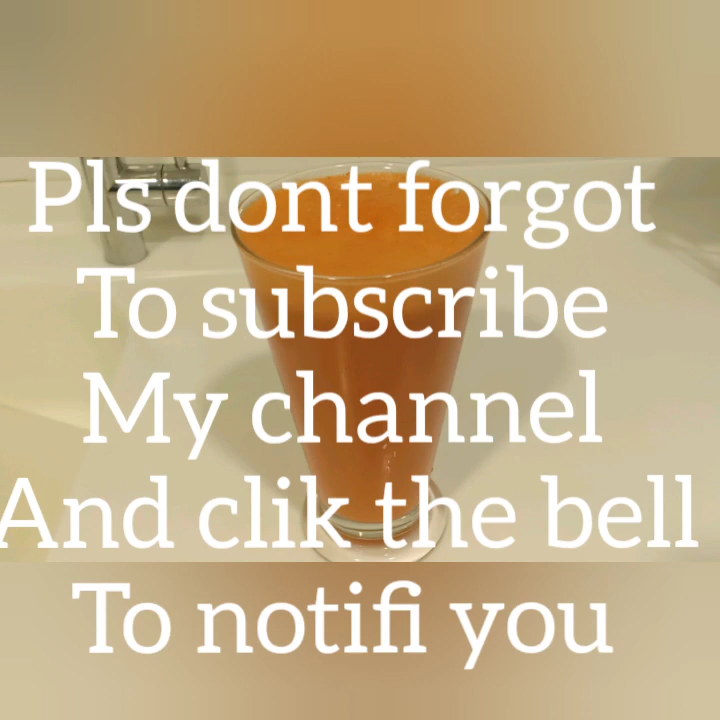 Pls dont forgot
To subscribe
My channel
And clik the bell
To notifi you